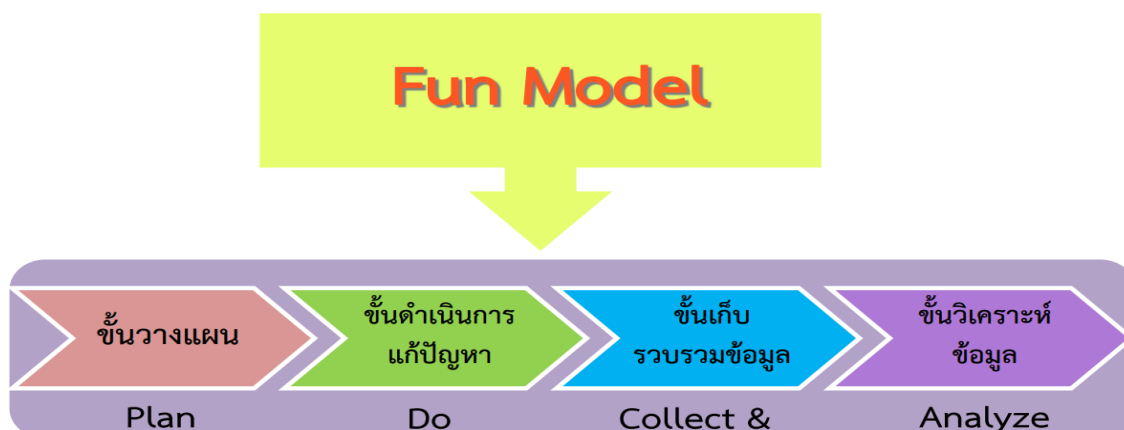 Fun Model
ขั้นวางแผน
ขั้นดำเนินการ
แก้ปัญหา
ขั้นเก็บ
รวบรวมข้อมูล
ขั้นวิเคราะห์
ข้อมูล
Plan
Do
Collect &
Analyze